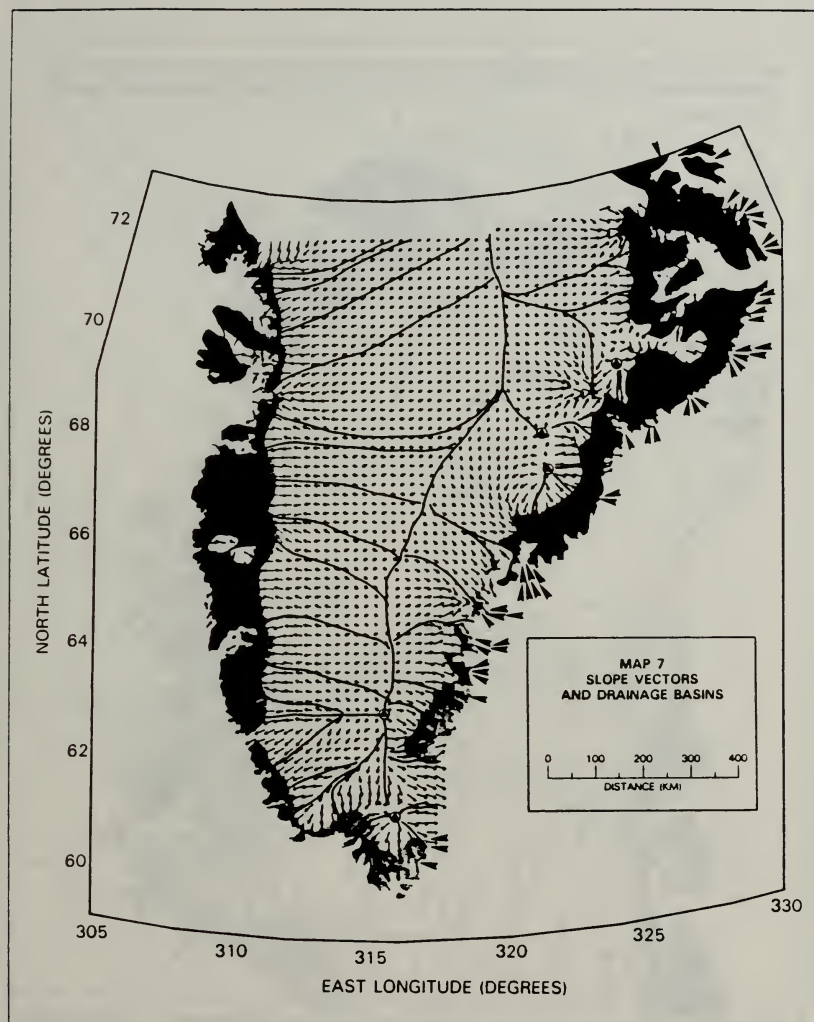 72
70
68
66
64
62
60
NORTH LATITUDE (DEGREES)
MAP 7
SLOPE VECTORS
AND DRAINAGE BASINS
0 100 200 300 400
DISTANCE (KM)
305 310 315 320 325 330
EAST LONGITUDE (DEGREES)